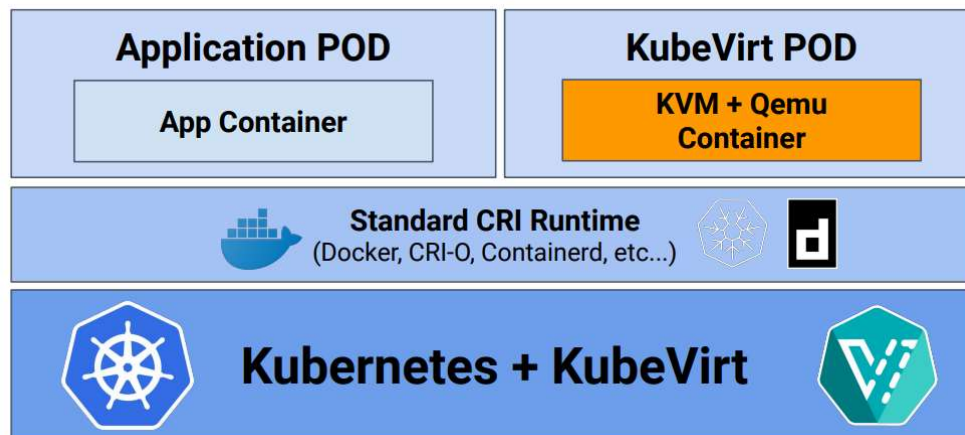 Application POD
App Container
KubeVirt POD
KVM + Qemu
Container
Standard CRI Runtime
(Docker, CRI-O, Containerd, etc...)
d
Kubernetes + KubeVirt